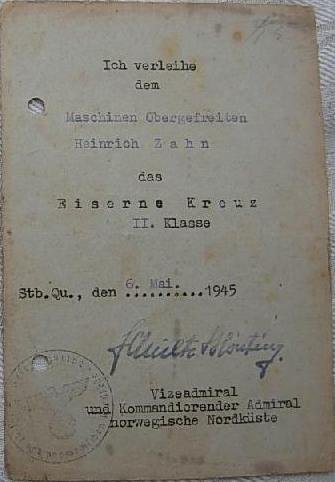 Ich verleihe
dem
Maschinen Obergefreiten
Heinrich Zahn
das
Eiserne Kreuz
II. Klasse
Stb.Qu., den 6. Mai. 1945
Vizeadmiral
und Kommandierender Admiral
norwegische Nordküste